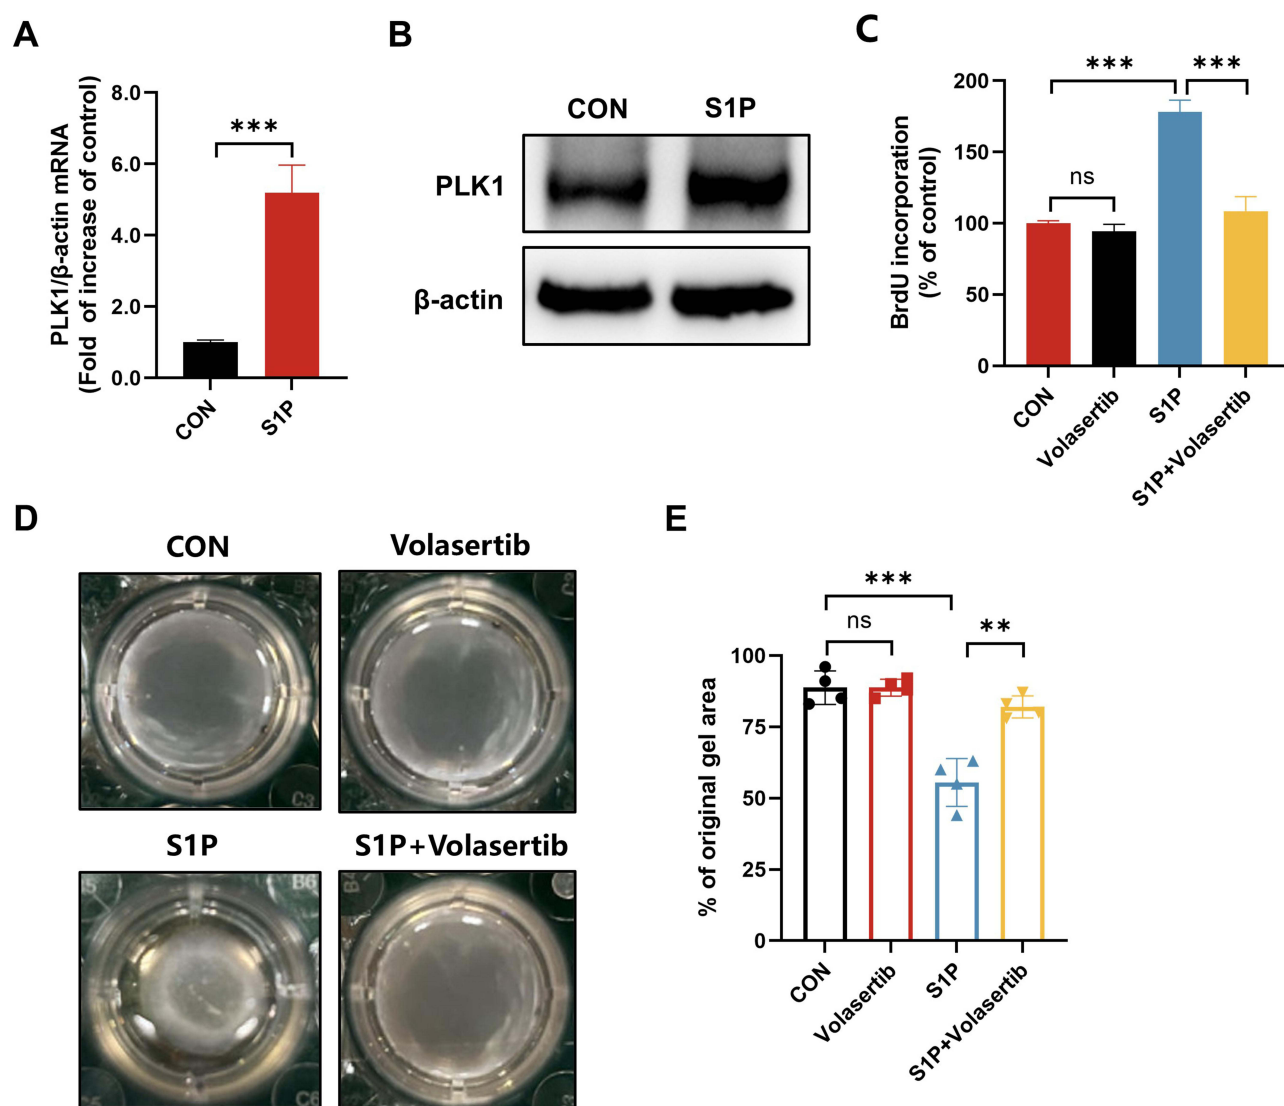 A
PLK1/β-actin mRNA
(Fold of increase of control)
8.0
6.0
4.0
2.0
0.0
***
CON
S1P
B
CON
S1P
PLK1
β-actin
C
BrdU incorporation
(% of control)
200
150
100
50
0
***
***
ns
CON
Volasertib
S1P
S1P+Volasertib
D
CON
Volasertib
C3
S1P
S1P+Volasertib
B6
C6
E
% of original gel area
100
75
50
25
0
***
ns
**
CON
Volasertib
S1P
S1P+Volasertib